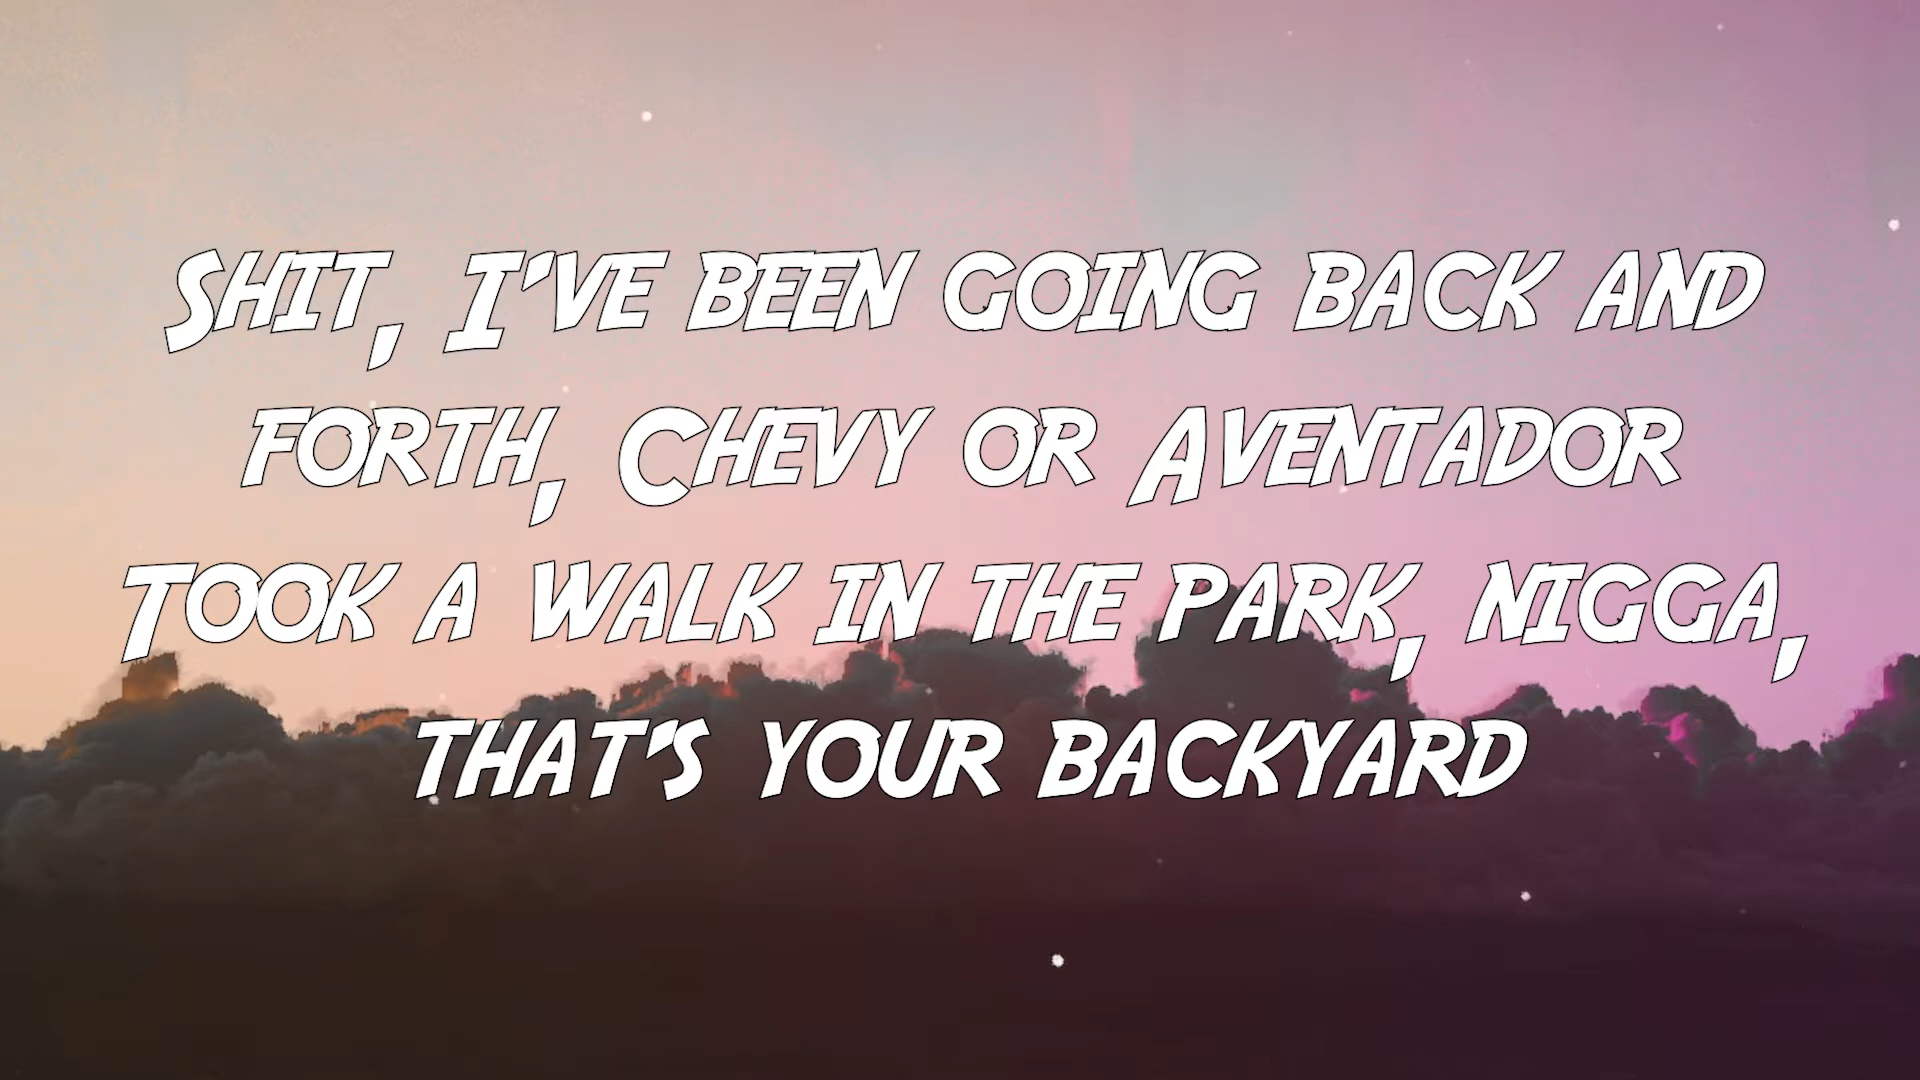 Shit, I've been going back and
forth, Chevy or Aventador
Took a walk in the park, nigga,
that's your backyard